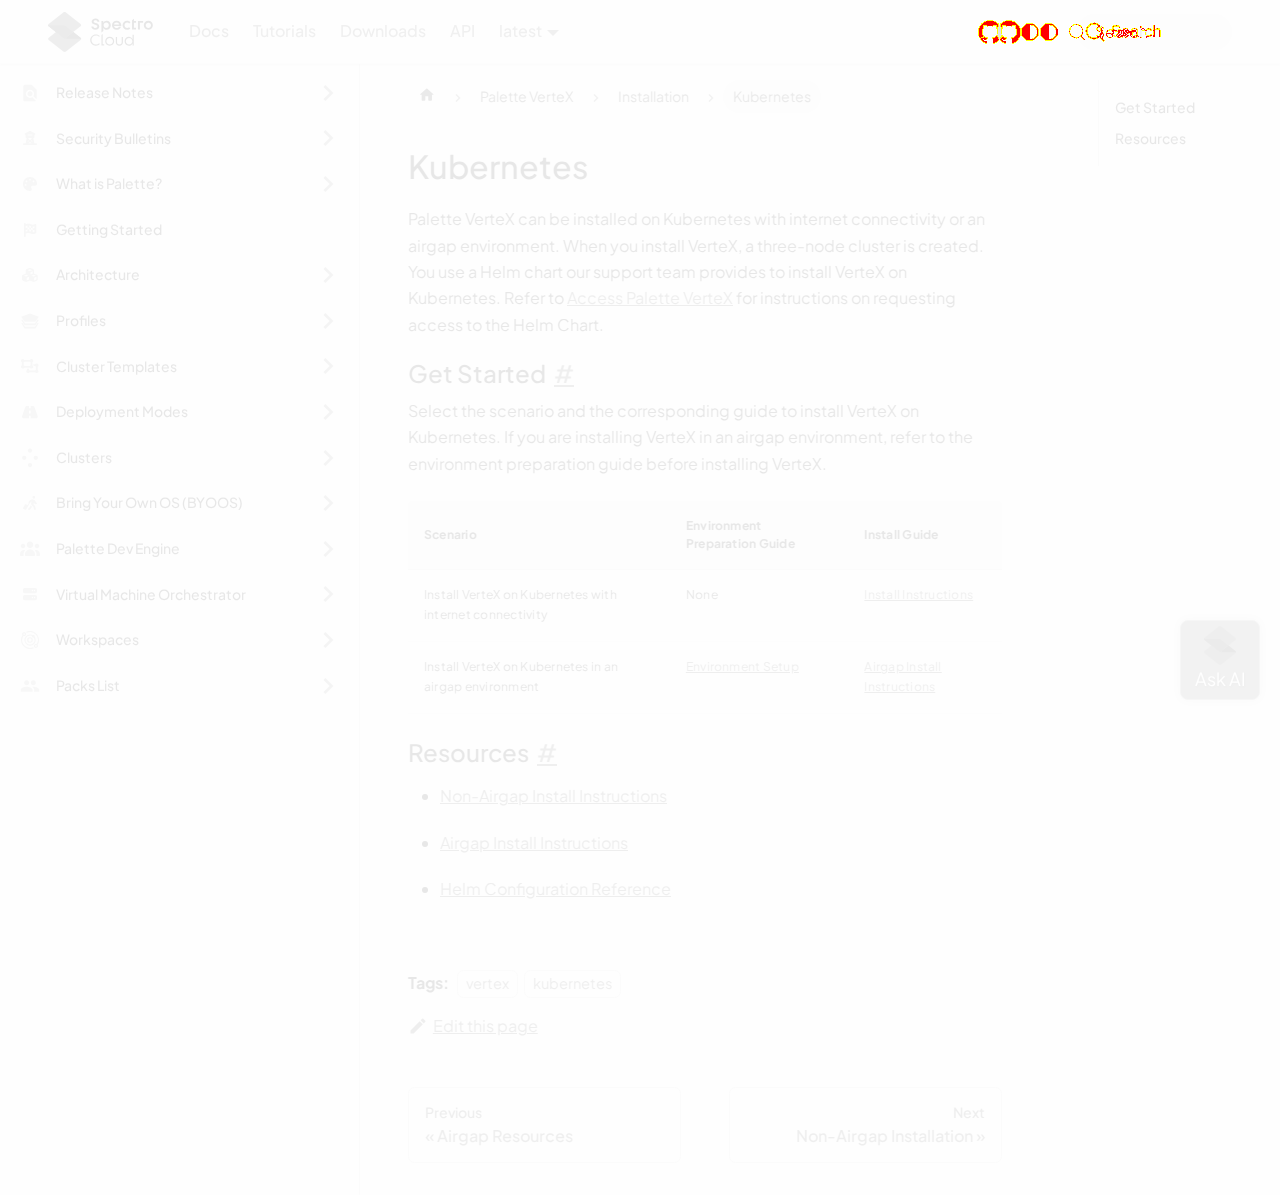 Spectro
Cloud
Docs
Tutorials
Downloads
API
latest
Search
Release Notes
Security Bulletins
What is Palette?
Getting Started
Architecture
Profiles
Cluster Templates
Deployment Modes
Clusters
Bring Your Own OS (BYOOS)
Palette Dev Engine
Virtual Machine Orchestrator
Workspaces
Packs List
Palette VerteX
Installation
Kubernetes
Kubernetes
Palette VerteX can be installed on Kubernetes with internet connectivity or an
airgap environment. When you install VerteX, a three-node cluster is created.
You use a Helm chart our support team provides to install VerteX on
Kubernetes. Refer to Access Palette VerteX for instructions on requesting
access to the Helm Chart.
Get Started #
Select the scenario and the corresponding guide to install VerteX on
Kubernetes. If you are installing VerteX in an airgap environment, refer to the
environment preparation guide before installing VerteX.
Scenario
Environment
Preparation Guide
Install Guide
Install VerteX on Kubernetes with
internet connectivity
None
Install Instructions
Install VerteX on Kubernetes in an
airgap environment
Environment Setup
Airgap Install
Instructions
Resources #
Non-Airgap Install Instructions
Airgap Install Instructions
Helm Configuration Reference
Tags: vertex kubernetes
Edit this page
Previous
« Airgap Resources
Next
Non-Airgap Installation »
Get Started
Resources
Ask AI